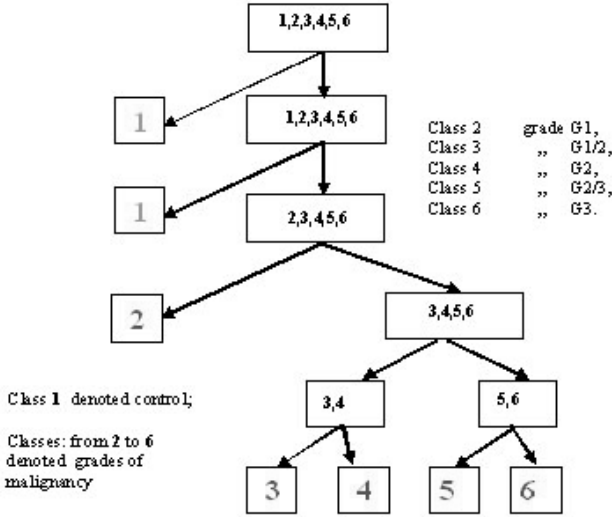 1,2,3,4,5,6
1
1,2,3,4,5,6
Class 2 grade G1,
Class 3 „ G1/2,
Class 4 „ G2,
Class 5 „ G2/3,
Class 6 „ G3.
1
2,3,4,5,6
2
3,4,5,6
Class 1 denoted control;
3,4
5,6
Classes: from 2 to 6
denoted grades of
malignancy
3
4
5
6